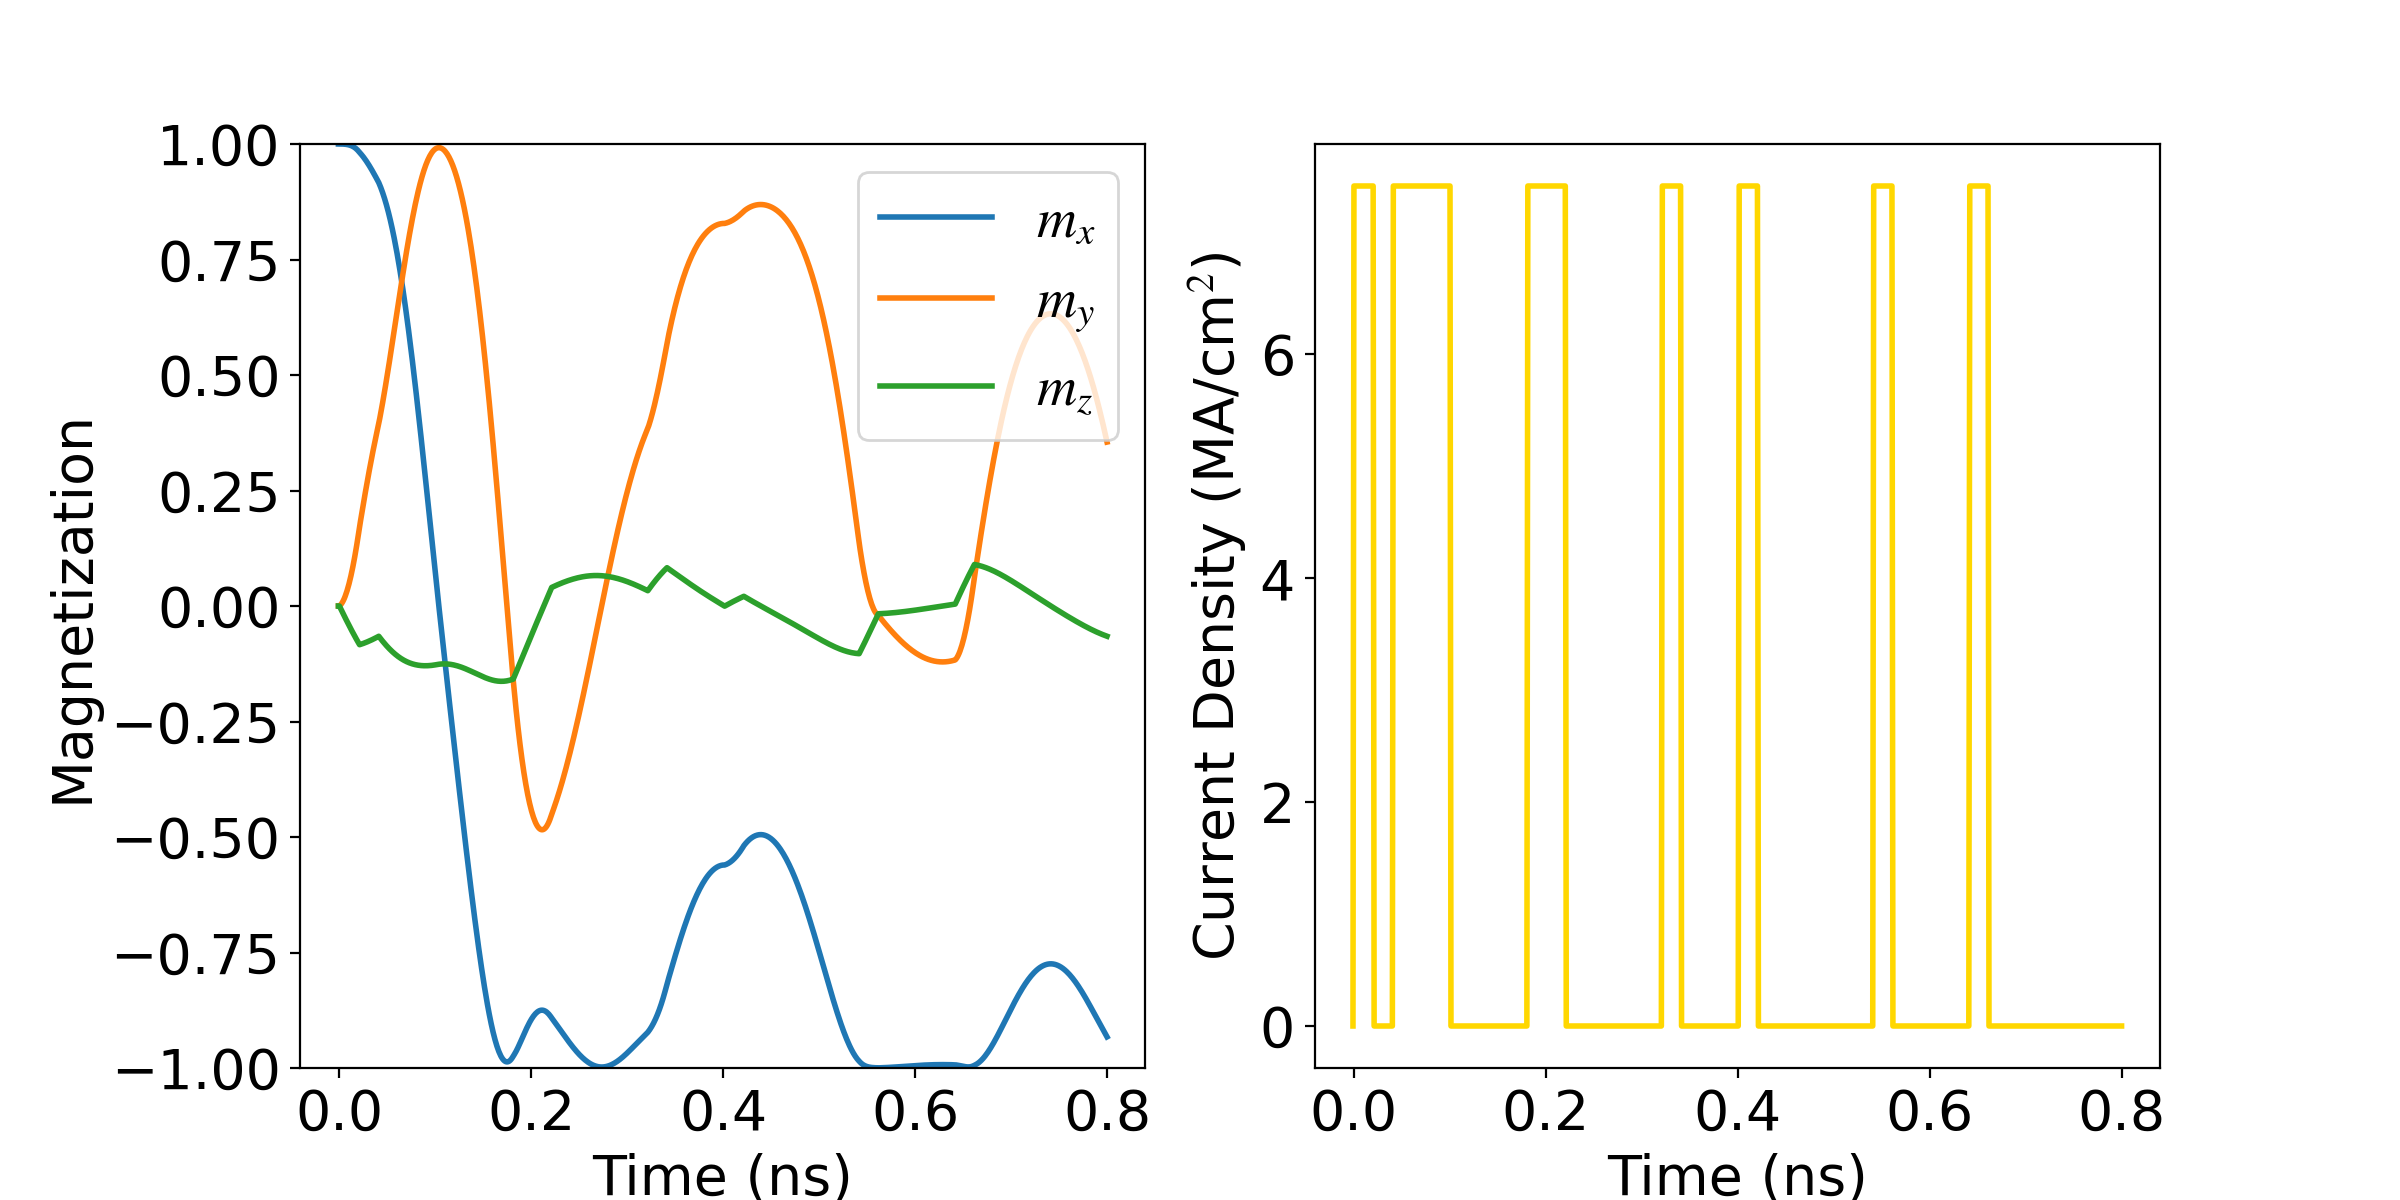 Magnetization
1.00
0.75
0.50
0.25
0.00
−0.25
−0.50
−0.75
−1.00
0.0 0.2 0.4 0.6 0.8
Time (ns)
m_x
m_y
m_z
Current Density (MA/cm²)
6
4
2
0
0.0 0.2 0.4 0.6 0.8
Time (ns)